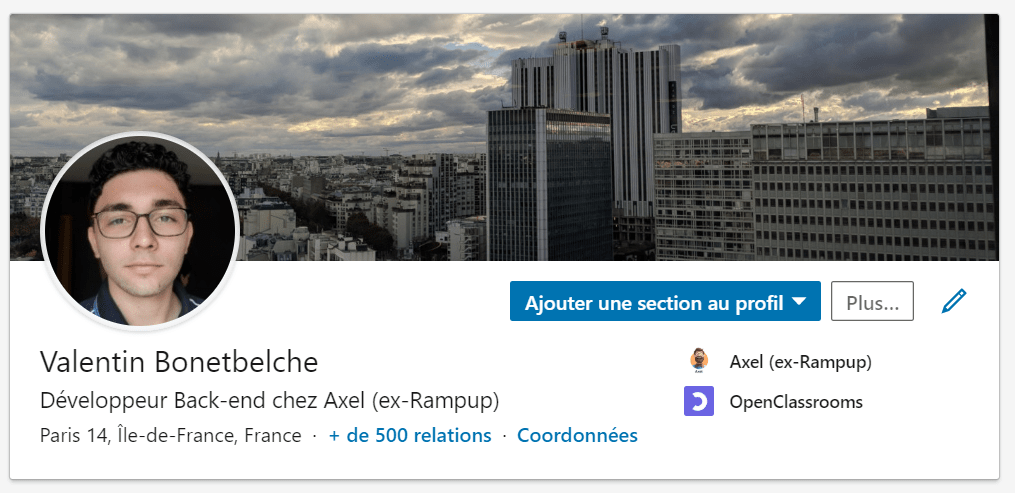 Ajouter une section au profil
Plus...
Valentin Bonetbelche
Axel (ex-Rampup)
Développeur Back-end chez Axel (ex-Rampup)
OpenClassrooms
Paris 14, Île-de-France, France · + de 500 relations · Coordonnées